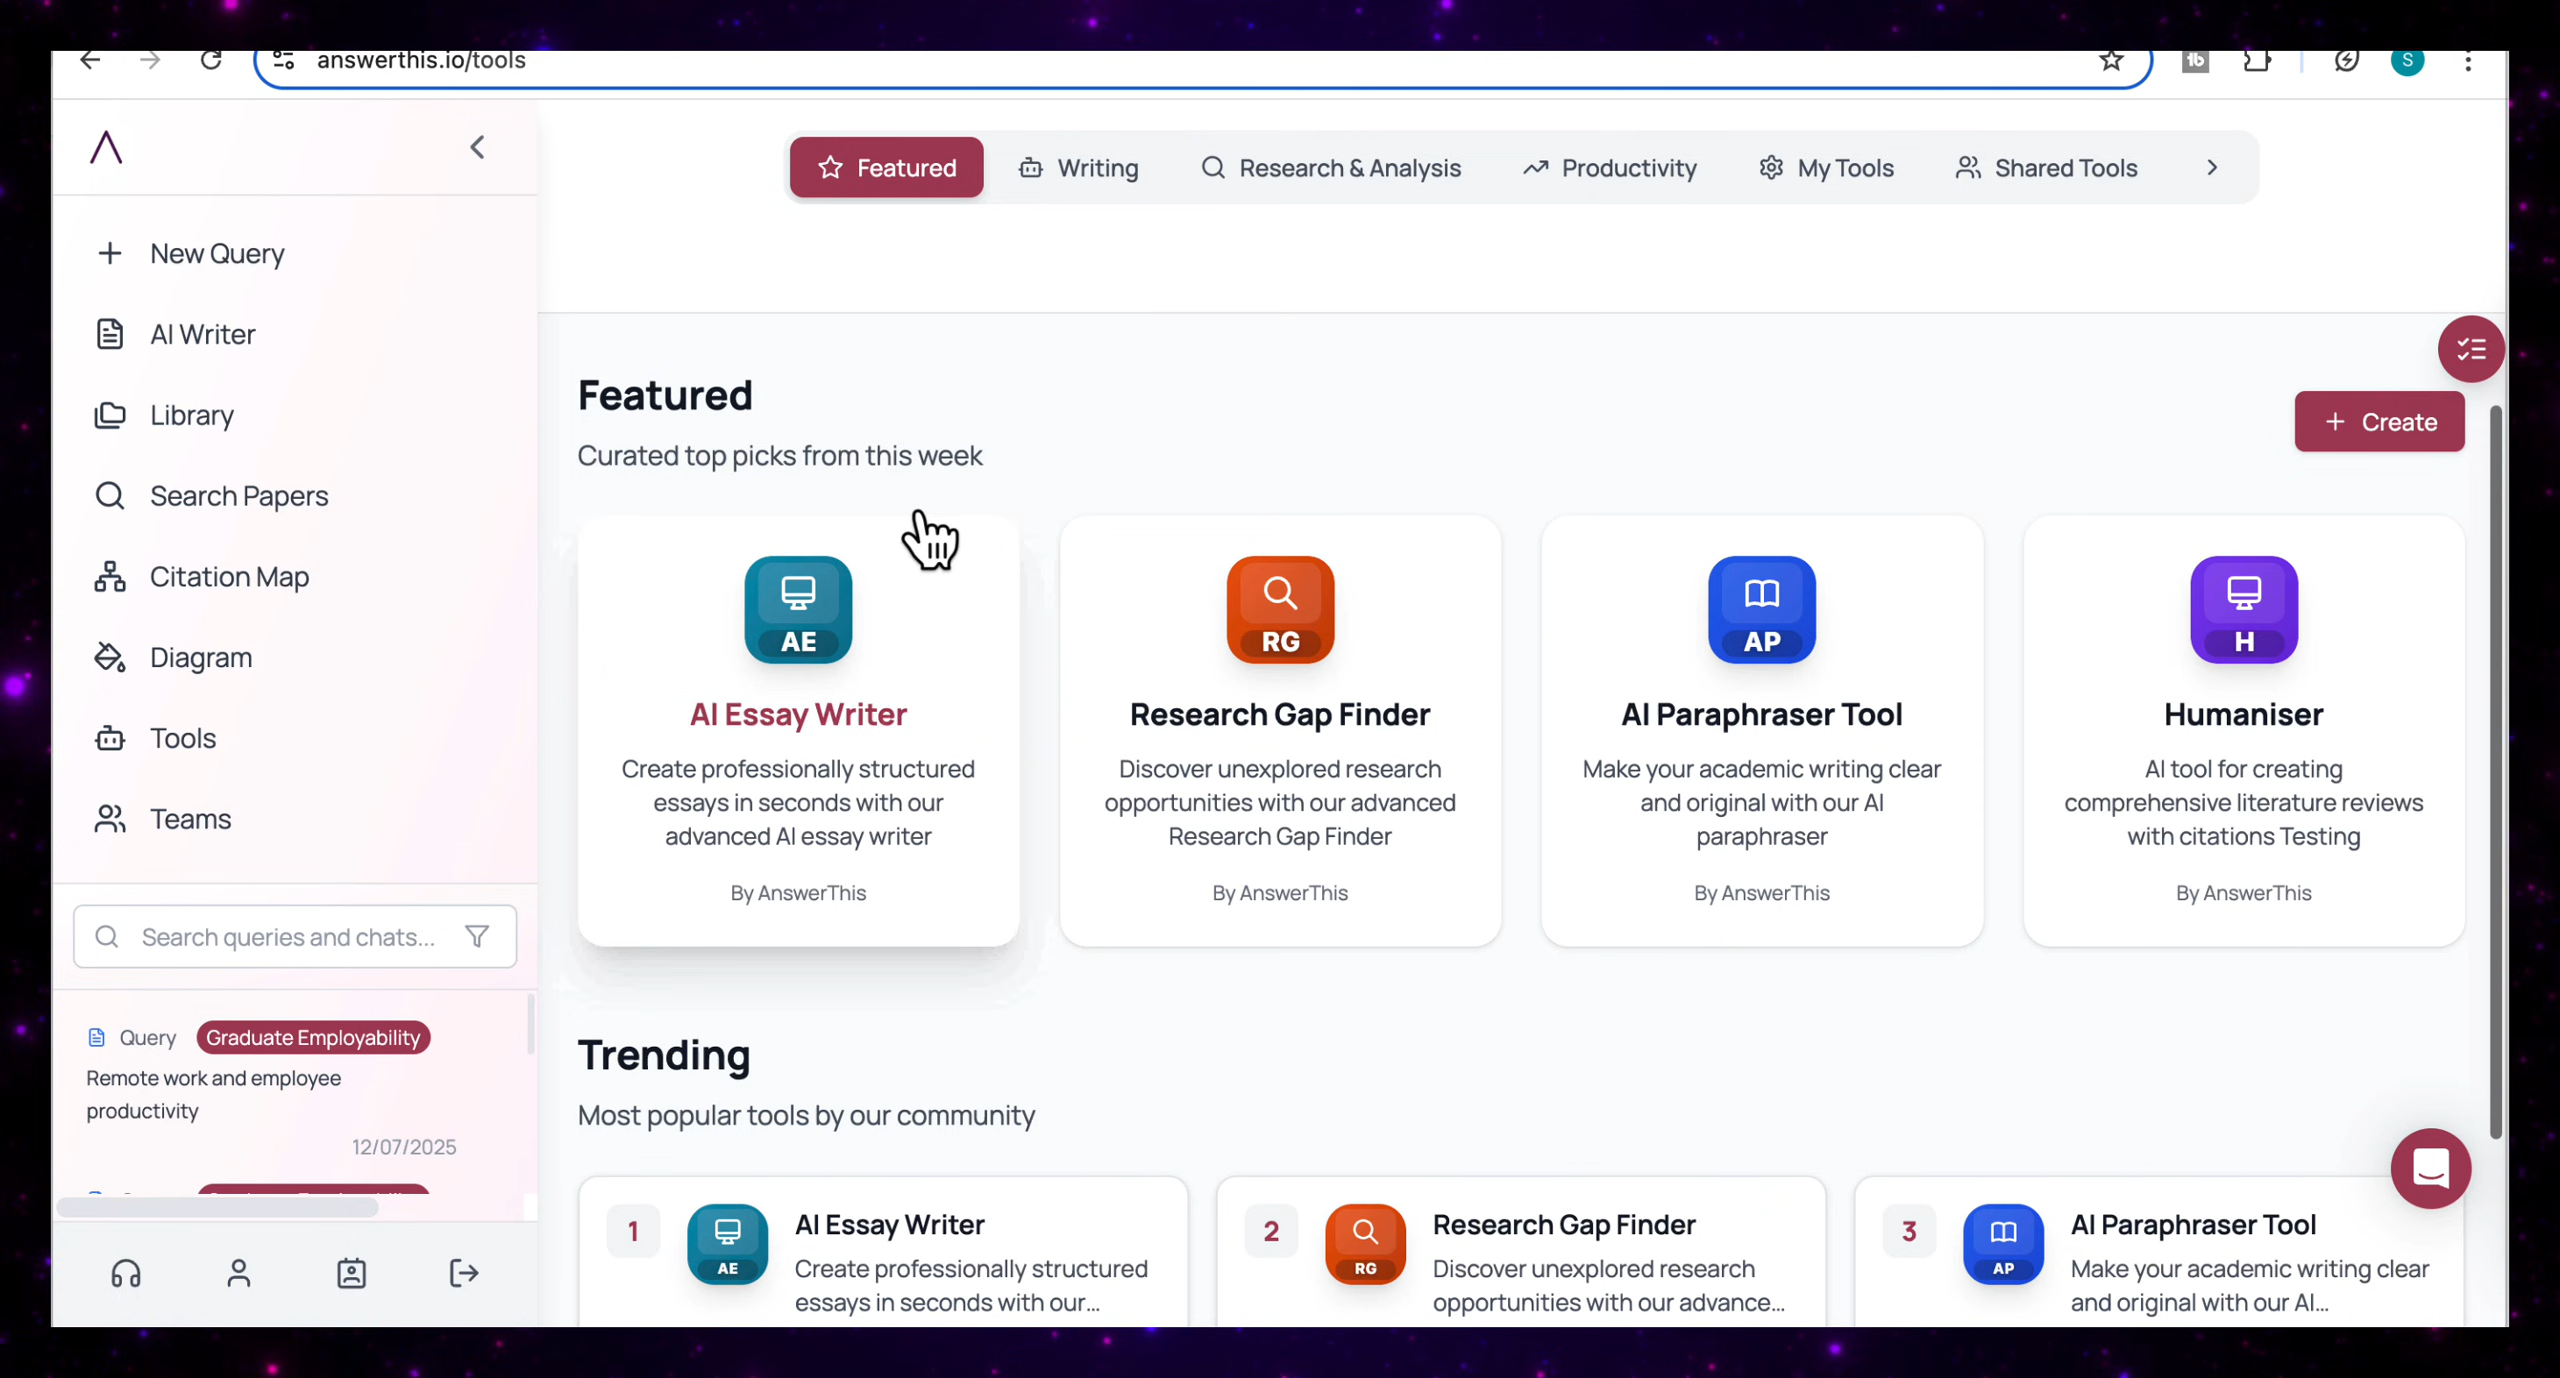 answerthis.io/tools
S
Featured
Writing
Research & Analysis
Productivity
My Tools
Shared Tools
New Query
AI Writer
Library
Search Papers
Citation Map
Diagram
Tools
Teams
Search queries and chats...
Query
Graduate Employability
Remote work and employee
productivity
12/07/2025
Featured
Curated top picks from this week
+ Create
AE
AI Essay Writer
Create professionally structured
essays in seconds with our
advanced AI essay writer
By AnswerThis
RG
Research Gap Finder
Discover unexplored research
opportunities with our advanced
Research Gap Finder
By AnswerThis
AP
AI Paraphraser Tool
Make your academic writing clear
and original with our AI
paraphraser
By AnswerThis
H
Humaniser
AI tool for creating
comprehensive literature reviews
with citations Testing
By AnswerThis
Trending
Most popular tools by our community
1
AE
AI Essay Writer
Create professionally structured
essays in seconds with our...
2
RG
Research Gap Finder
Discover unexplored research
opportunities with our advance...
3
AP
AI Paraphraser Tool
Make your academic writing clear
and original with our AI...